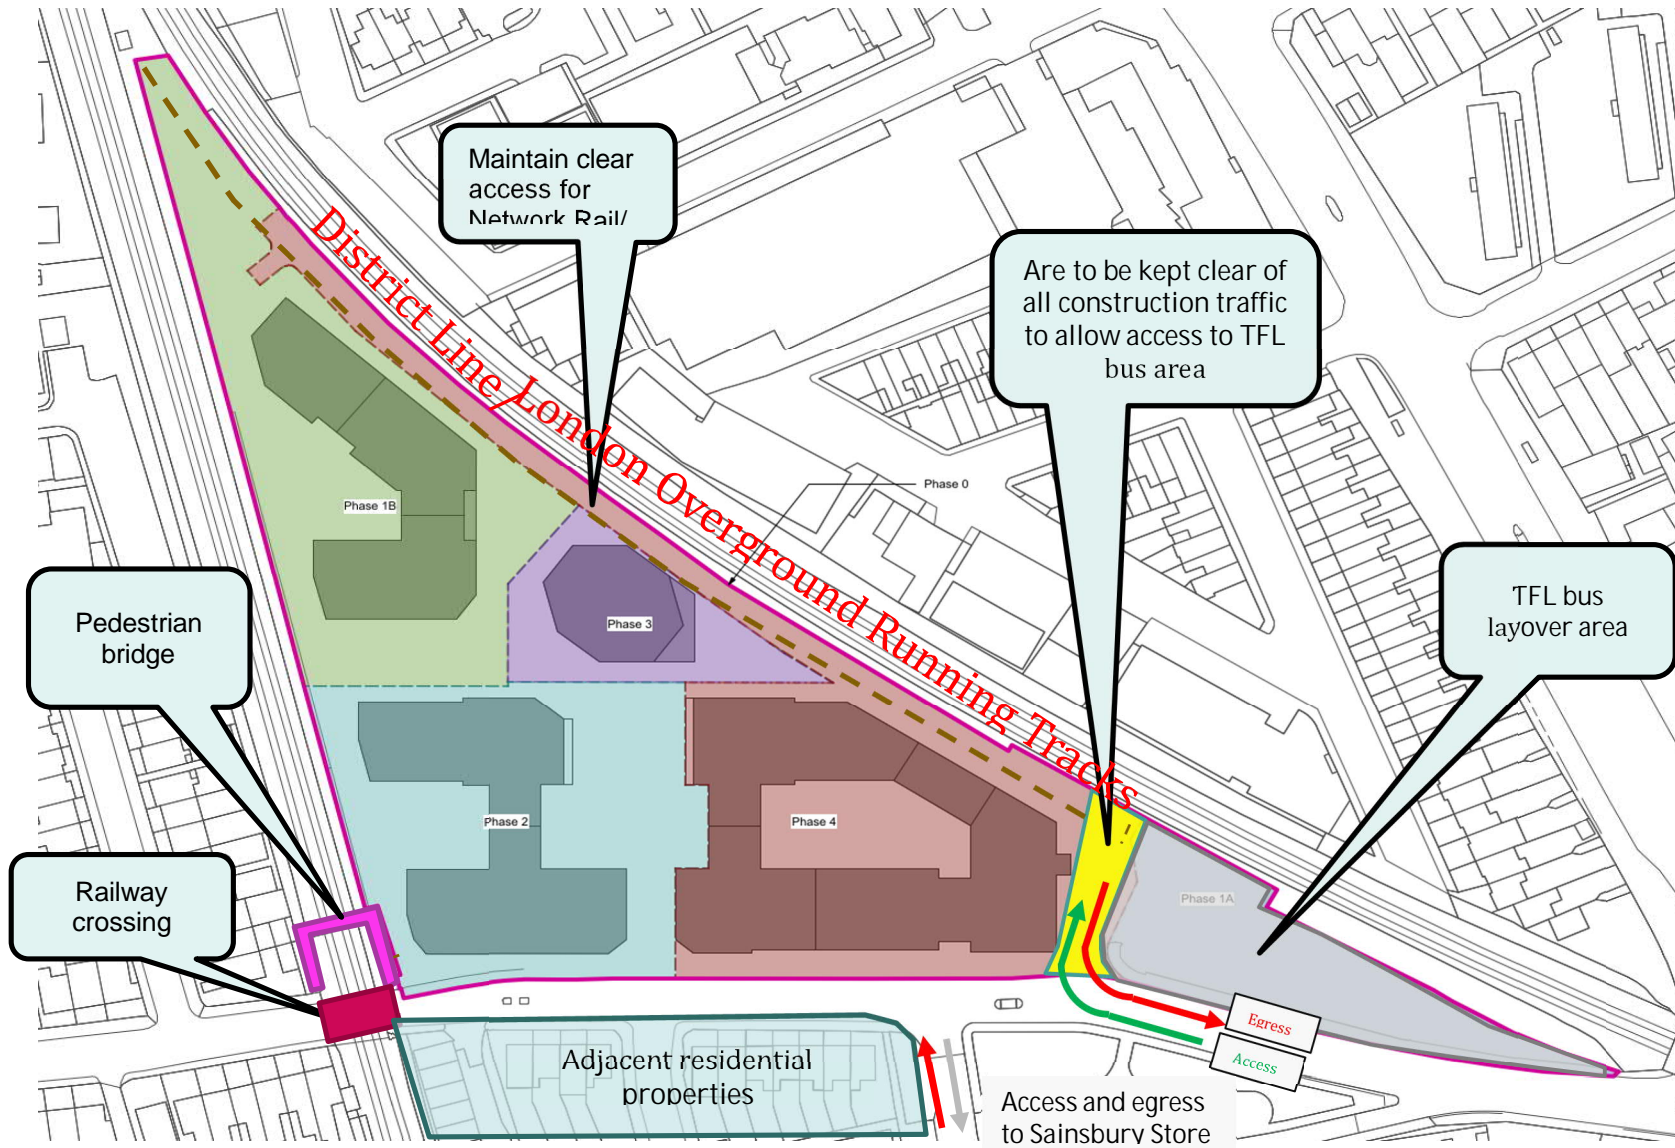 Maintain clear
access for
Network Rail/
District Line/London Overground Running Tracks
Are to be kept clear of
all construction traffic
to allow access to TFL
bus area
Phase 0
Phase 1B
Phase 3
TFL bus
layover area
Pedestrian
bridge
Phase 2
Phase 4
Phase 1A
Railway
crossing
Egress
Access
Adjacent residential
properties
Access and egress
to Sainsbury Store